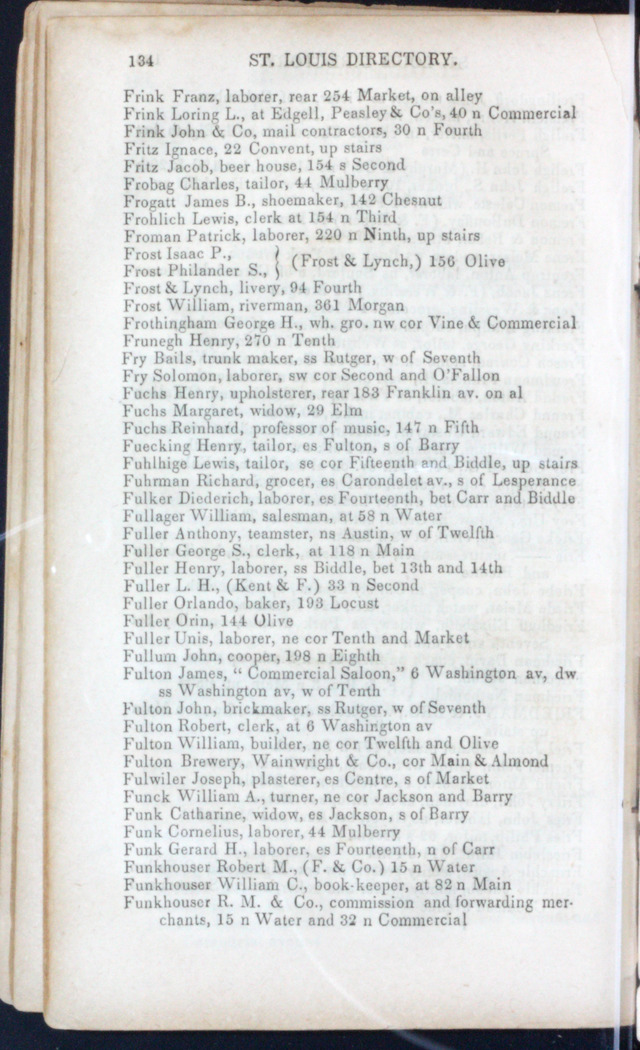 134 ST. LOUIS DIRECTORY.
Frink Franz, laborer, rear 254 Market, on alley
Frink Loring L., at Edgell, Peasley & Co's, 40 n Commercial
Frink John & Co, mail contractors, 30 n Fourth
Fritz Ignace, 22 Convent, up stairs
Fritz Jacob, beer house, 154 s Second
Frobag Charles, tailor, 44 Mulberry
Frogatt James B., shoemaker, 142 Chesnut
Frohlich Lewis, clerk at 154 n Third
Froman Patrick, laborer, 220 n Ninth, up stairs
Frost Isaac P., } (Frost & Lynch,) 156 Olive
Frost Philander S., }
Frost & Lynch, livery, 94 Fourth
Frost William, riverman, 361 Morgan
Frothingham George H., wh. gro. nw cor Vine & Commercial
Frunegh Henry, 270 n Tenth
Fry Bails, trunk maker, ss Rutger, w of Seventh
Fry Solomon, laborer, sw cor Second and O'Fallon
Fuchs Henry, upholsterer, rear 183 Franklin av. on al
Fuchs Margaret, widow, 29 Elm
Fuchs Reinhard, professor of music, 147 n Fifth
Fuecking Henry, tailor, es Fulton, s of Barry
Fuhlhige Lewis, tailor, se cor Fifteenth and Biddle, up stairs
Fuhrman Richard, grocer, es Carondelet av., s of Lesperance
Fulker Diederich, laborer, es Fourteenth, bet Carr and Biddle
Fullager William, salesman, at 58 n Water
Fuller Anthony, teamster, ns Austin, w of Twelfth
Fuller George S., clerk, at 118 n Main
Fuller Henry, laborer, ss Biddle, bet 13th and 14th
Fuller L. H., (Kent & F.) 33 n Second
Fuller Orlando, baker, 193 Locust
Fuller Orin, 144 Olive
Fuller Unis, laborer, ne cor Tenth and Market
Fullum John, cooper, 198 n Eighth
Fulton James, “ Commercial Saloon,” 6 Washington av, dw
ss Washington av, w of Tenth
Fulton John, brickmaker, ss Rutger, w of Seventh
Fulton Robert, clerk, at 6 Washington av
Fulton William, builder, ne cor Twelfth and Olive
Fulton Brewery, Wainwright & Co., cor Main & Almond
Fulwiler Joseph, plasterer, es Centre, s of Market
Funck William A., turner, ne cor Jackson and Barry
Funk Catharine, widow, es Jackson, s of Barry
Funk Cornelius, laborer, 44 Mulberry
Funk Gerard H., laborer, es Fourteenth, n of Carr
Funkhouser Robert M., (F. & Co.) 15 n Water
Funkhouser William C., book-keeper, at 82 n Main
Funkhouser R. M. & Co., commission and forwarding mer-
chants, 15 n Water and 32 n Commercial